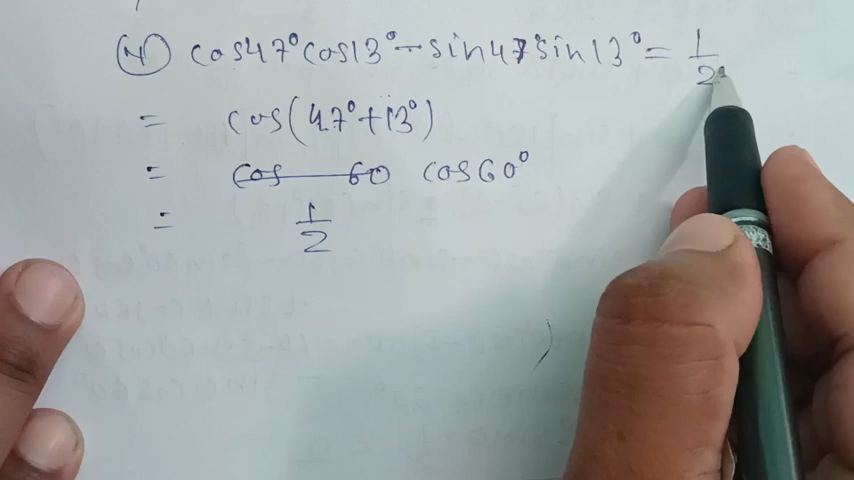 (4) cos47°cos13° - sin47°sin13° = 1/2
= cos(47°+13°)
= cos 60 cos60°
= 1/2